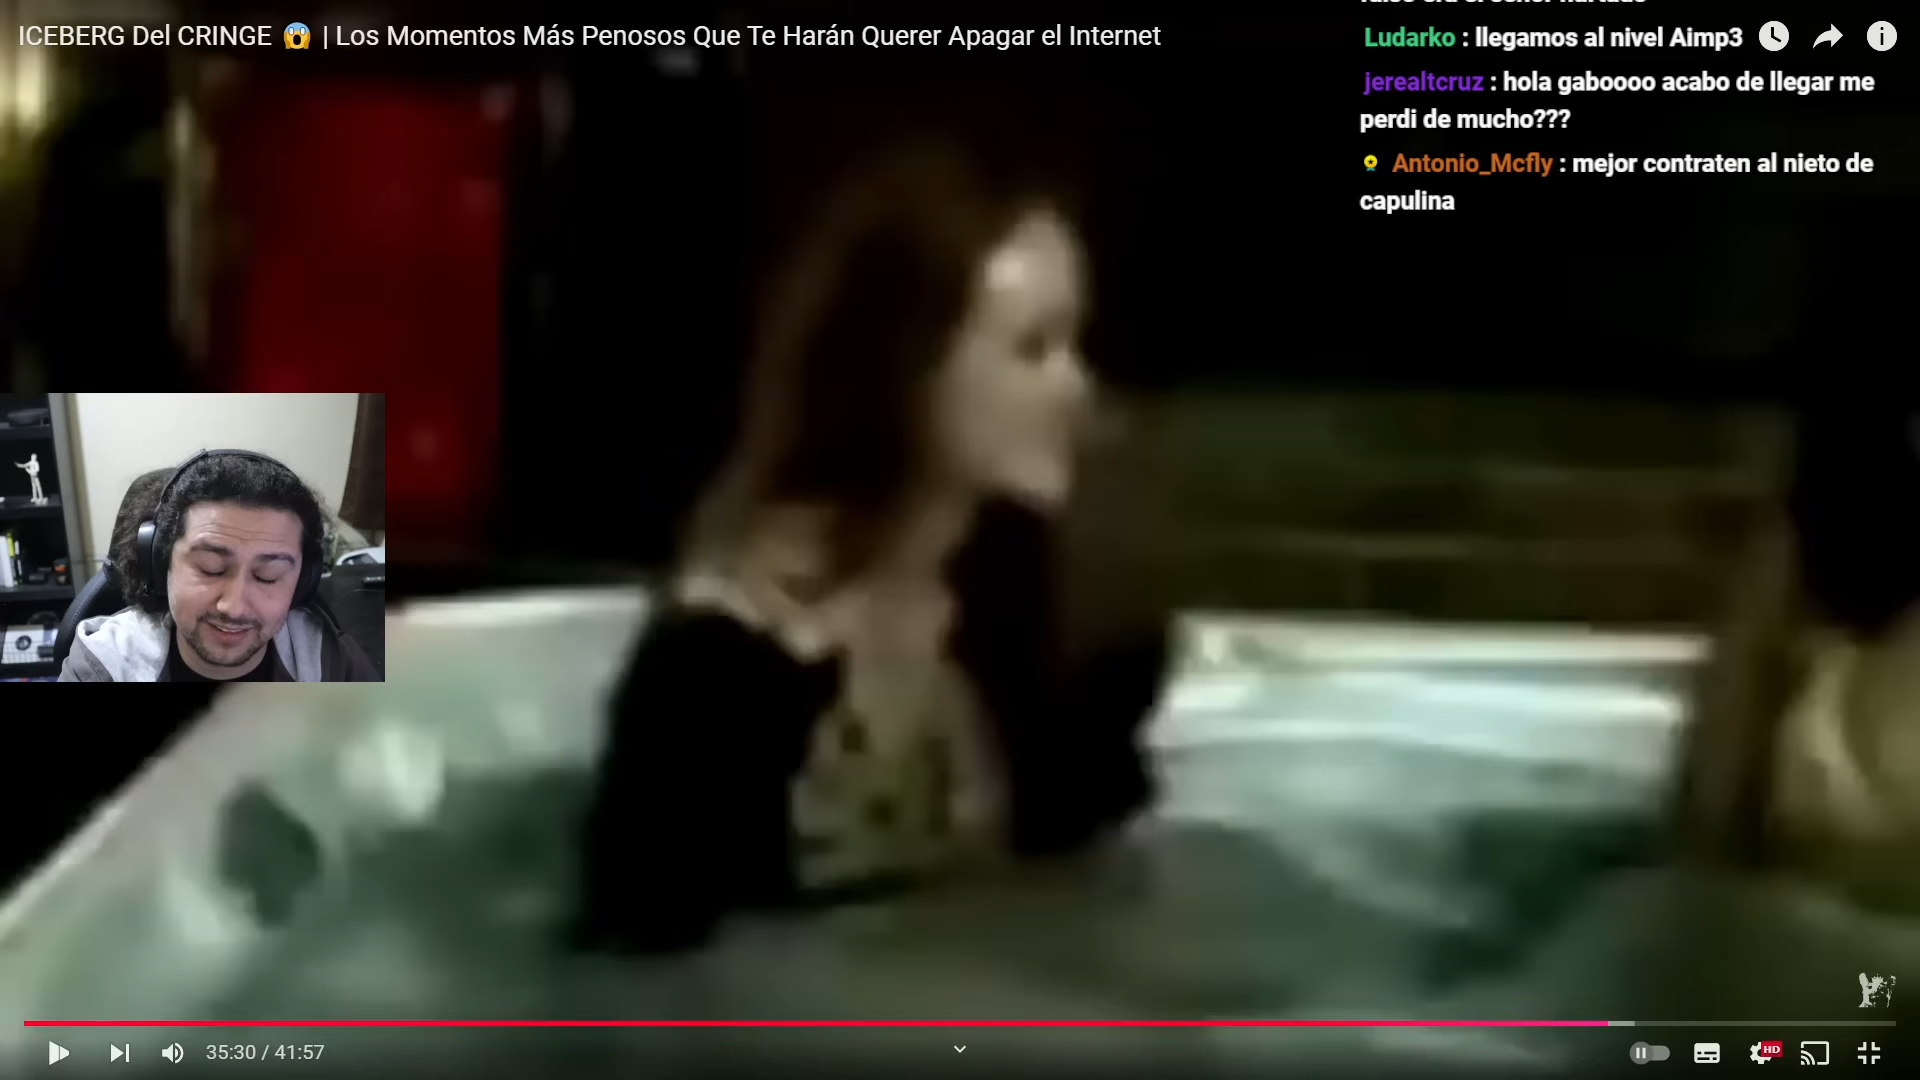 ICEBERG Del CRINGE 😱 | Los Momentos Más Penosos Que Te Harán Querer Apagar el Internet
Ludarko : llegamos al nivel Aimp3
jerealtcruz : hola gaboooo acabo de llegar me
perdi de mucho???
Antonio_Mcfly : mejor contraten al nieto de
capulina
35:30 / 41:57
HD